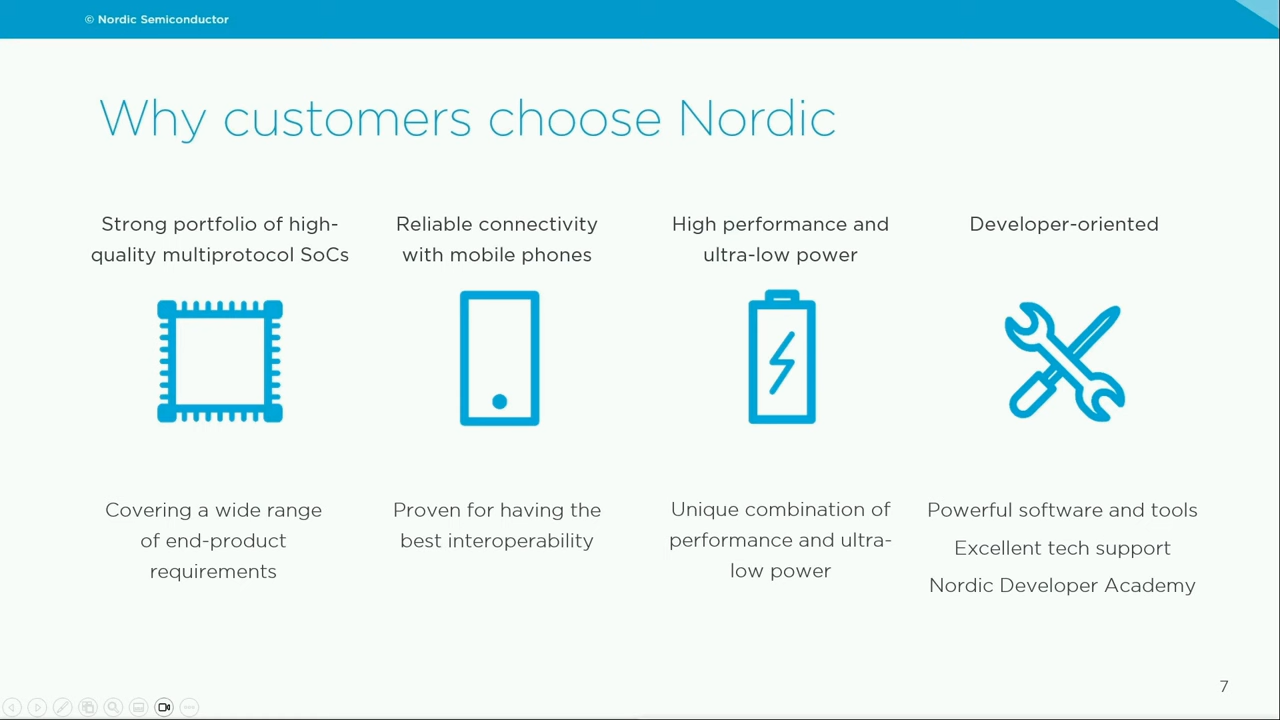 © Nordic Semiconductor
Why customers choose Nordic
Strong portfolio of high-
quality multiprotocol SoCs
Reliable connectivity
with mobile phones
High performance and
ultra-low power
Developer-oriented
Covering a wide range
of end-product
requirements
Proven for having the
best interoperability
Unique combination of
performance and ultra-
low power
Powerful software and tools
Excellent tech support
Nordic Developer Academy
7